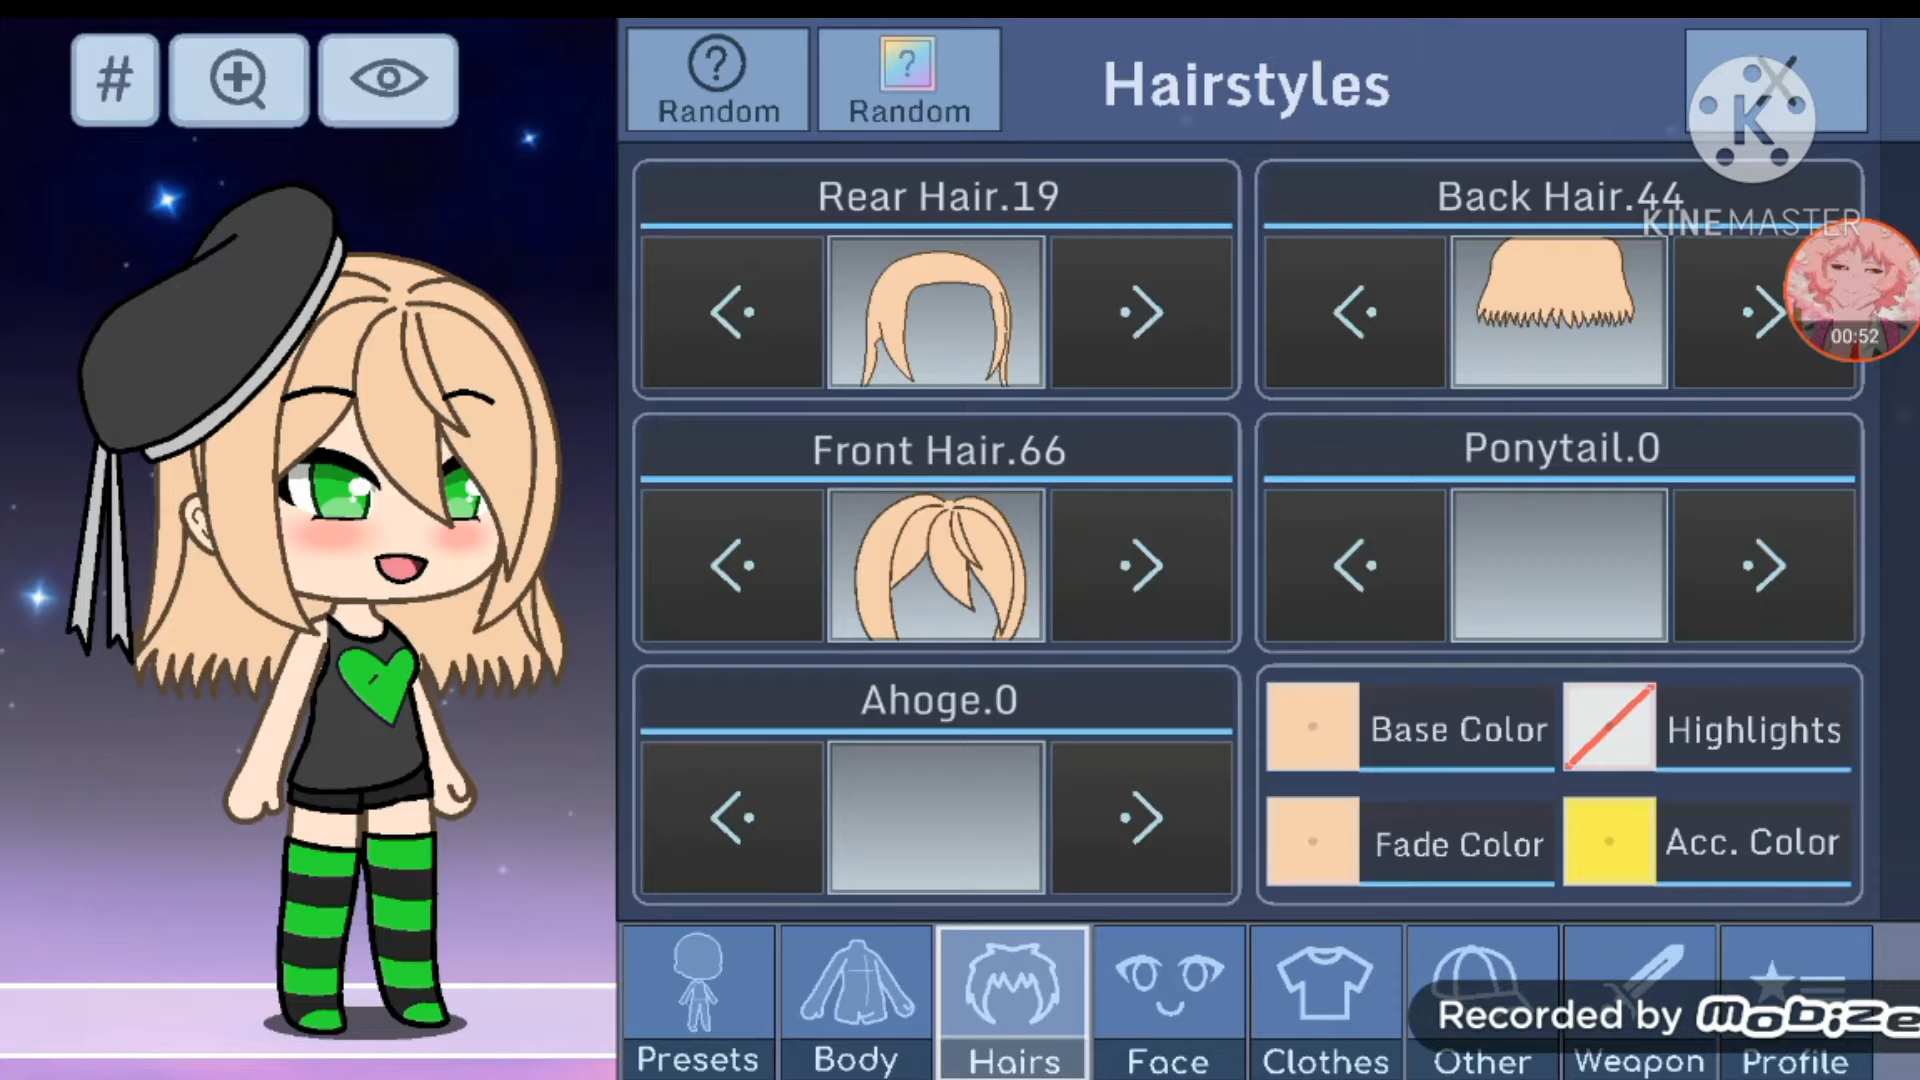 #
? Random
? Random
Hairstyles
K
KINEMASTER
Rear Hair.19
Back Hair.44
00:52
Front Hair.66
Ponytail.0
Ahoge.0
Base Color
Highlights
Fade Color
Acc. Color
Recorded by Mobize
Presets
Body
Hairs
Face
Clothes
Other
Weapon
Profile